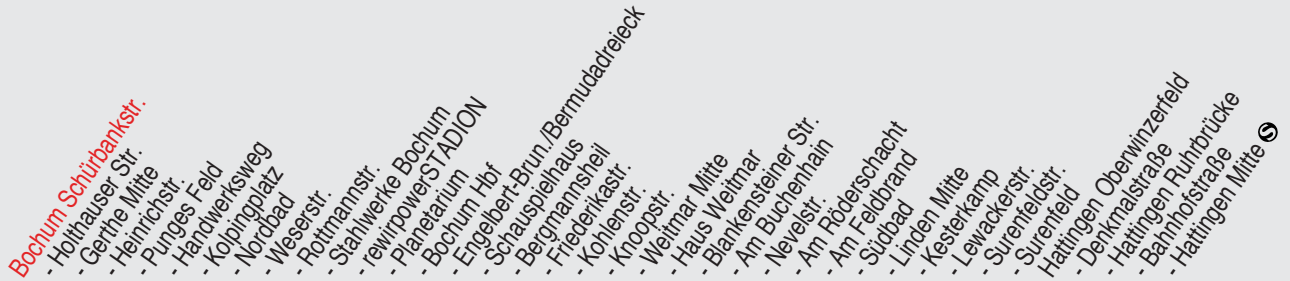 Bochum Schürbankstr.
- Holthauser Str.
- Gerthe Mitte
- Heinrichstr.
- Punges Feld
- Handwerksweg
- Kolpingplatz
- Nordbad
- Weserstr.
- Rottmannstr.
- Stahlwerke Bochum
- rewirpowerSTADION
- Planetarium
- Bochum Hbf
- Engelbert-Brun./Bermudadreieck
- Schauspielhaus
- Bergmannsheil
- Friederikastr.
- Kohlenstr.
- Knoopstr.
- Weitmar Mitte
- Haus Weitmar
- Blankensteiner Str.
- Am Buchenhain
- Nevelstr.
- Am Röderschacht
- Am Feldbrand
- Südbad
- Linden Mitte
- Kesterkamp
- Lewackerstr.
- Surenfeldstr.
- Surenfeld
Hattingen Oberwinzerfeld
- Denkmalstraße
- Hattingen Ruhrbrücke
- Bahnhofstraße
- Hattingen Mitte S